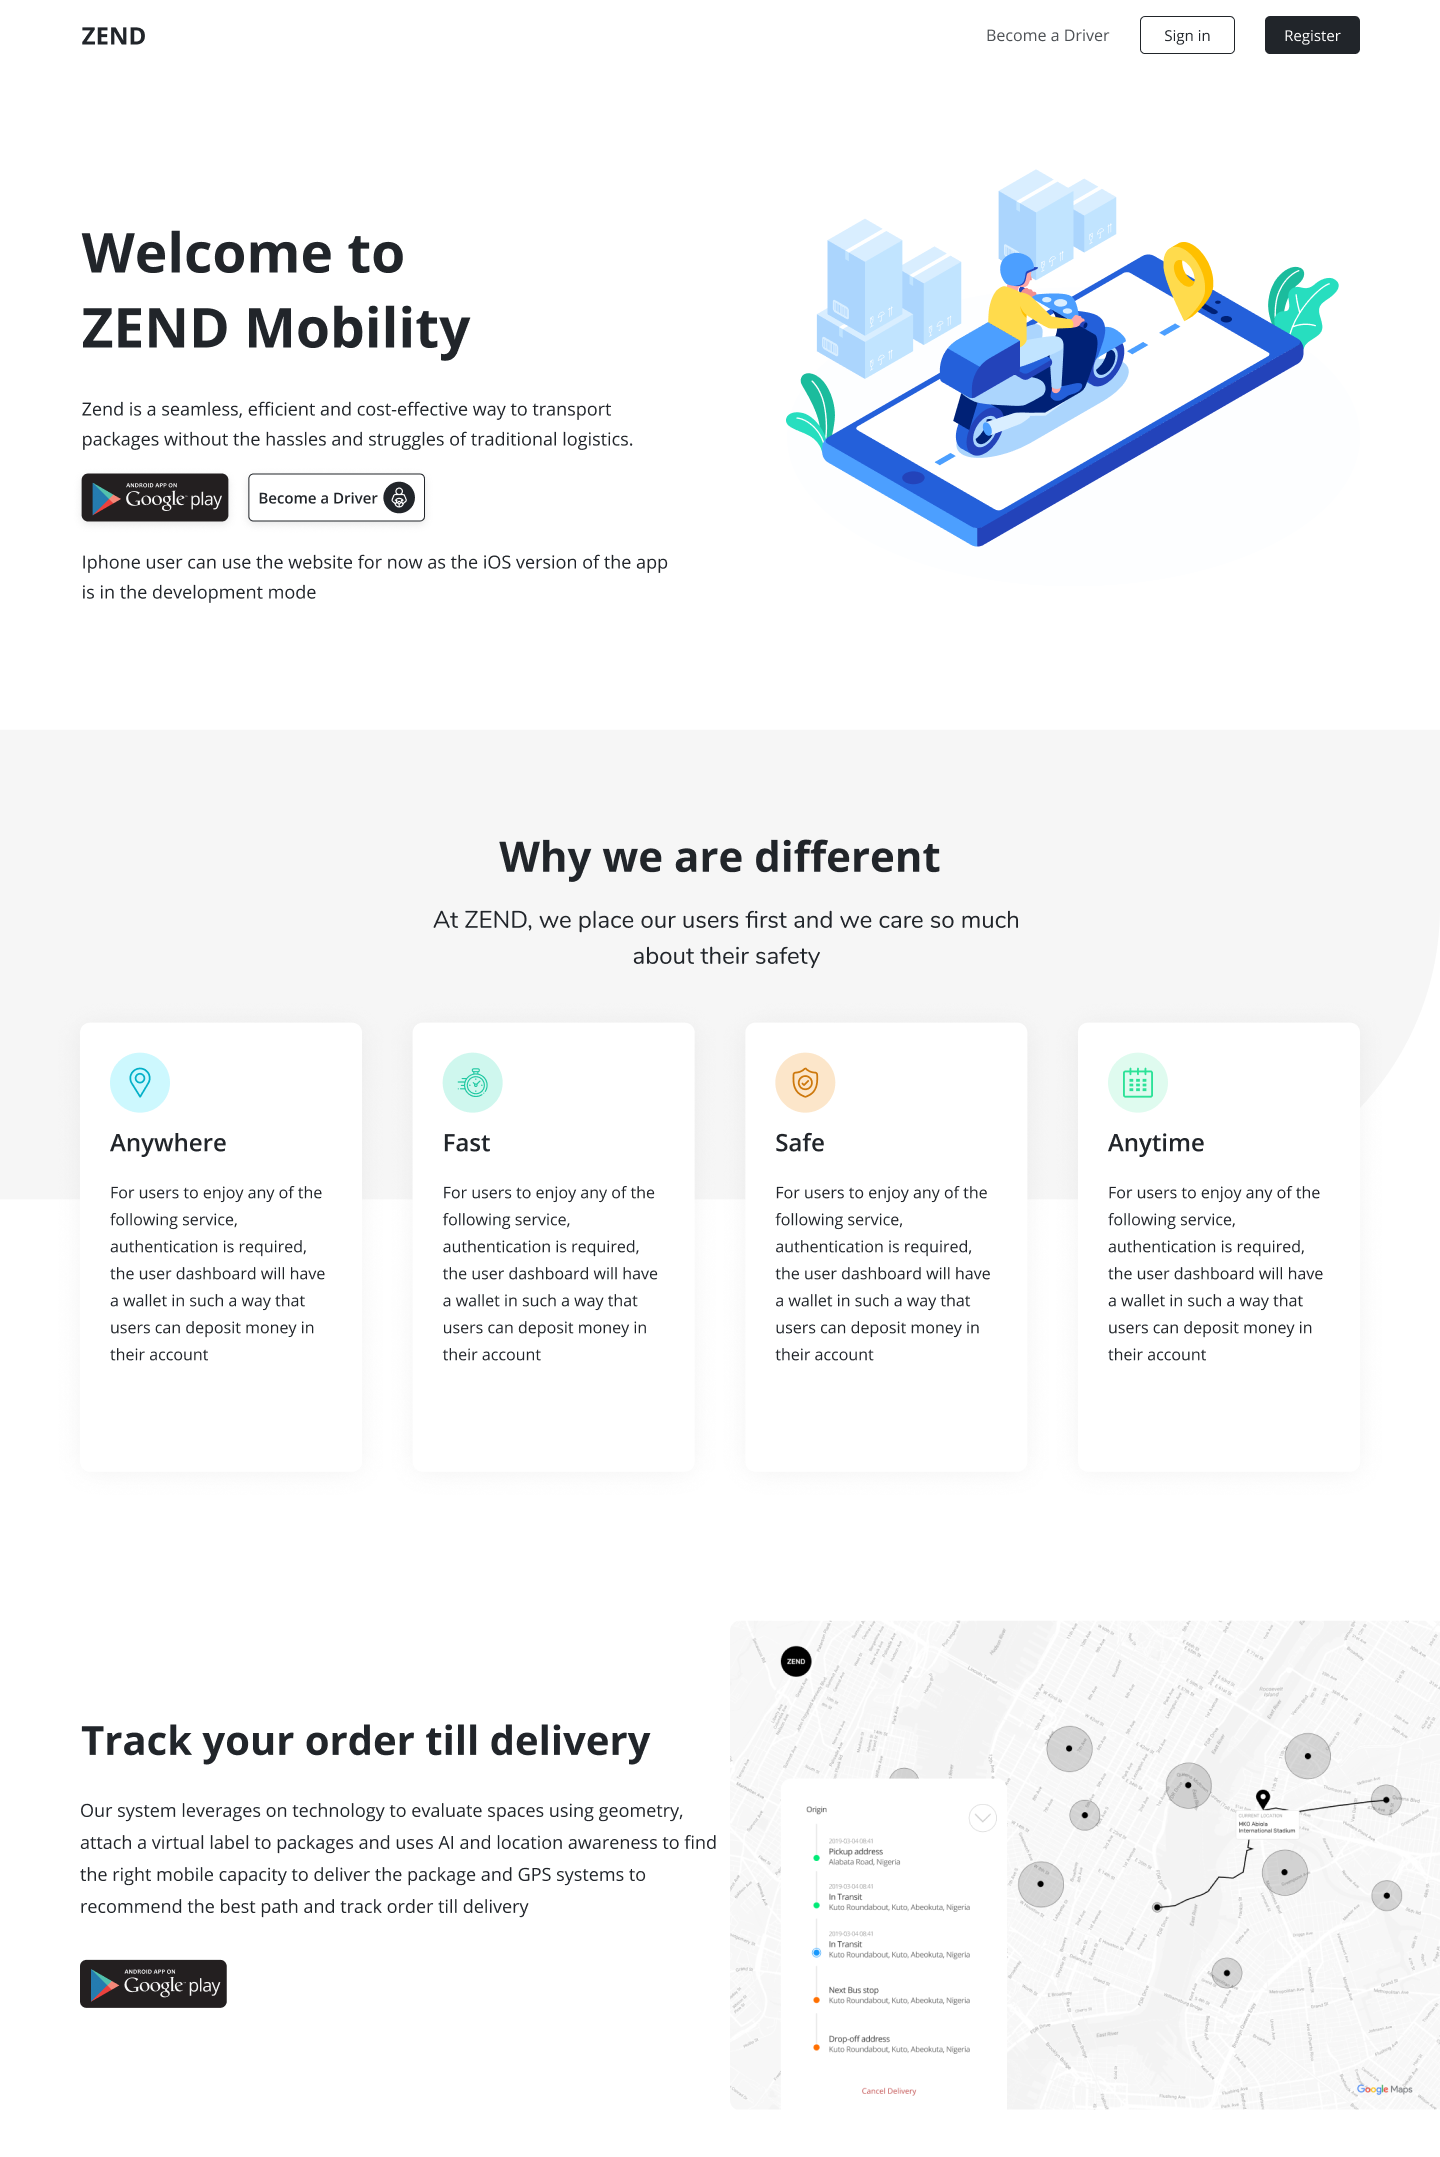 ZEND
Become a Driver
Sign in
Register
Welcome to
ZEND Mobility
Zend is a seamless, efficient and cost-effective way to transport
packages without the hassles and struggles of traditional logistics.
ANDROID APP ON
Google play
Become a Driver
Iphone user can use the website for now as the iOS version of the app
is in the development mode
Why we are different
At ZEND, we place our users first and we care so much
about their safety
Anywhere
For users to enjoy any of the
following service,
authentication is required,
the user dashboard will have
a wallet in such a way that
users can deposit money in
their account
Fast
For users to enjoy any of the
following service,
authentication is required,
the user dashboard will have
a wallet in such a way that
users can deposit money in
their account
Safe
For users to enjoy any of the
following service,
authentication is required,
the user dashboard will have
a wallet in such a way that
users can deposit money in
their account
Anytime
For users to enjoy any of the
following service,
authentication is required,
the user dashboard will have
a wallet in such a way that
users can deposit money in
their account
Track your order till delivery
Our system leverages on technology to evaluate spaces using geometry,
attach a virtual label to packages and uses AI and location awareness to find
the right mobile capacity to deliver the package and GPS systems to
recommend the best path and track order till delivery
ANDROID APP ON
Google play
ZEND
Origin
2019-03-04 08:41
Pickup address
Alabata Road, Nigeria
2019-03-04 08:41
In Transit
Kuto Roundabout, Kuto, Abeokuta, Nigeria
2019-03-04 08:41
In Transit
Kuto Roundabout, Kuto, Abeokuta, Nigeria
Next Bus stop
Kuto Roundabout, Kuto, Abeokuta, Nigeria
Drop-off address
Kuto Roundabout, Kuto, Abeokuta, Nigeria
Cancel Delivery
CURRENT LOCATION
MKO Abiola
International Stadium
Roosevelt
Island
Lincoln Tunnel
East River
Google Maps